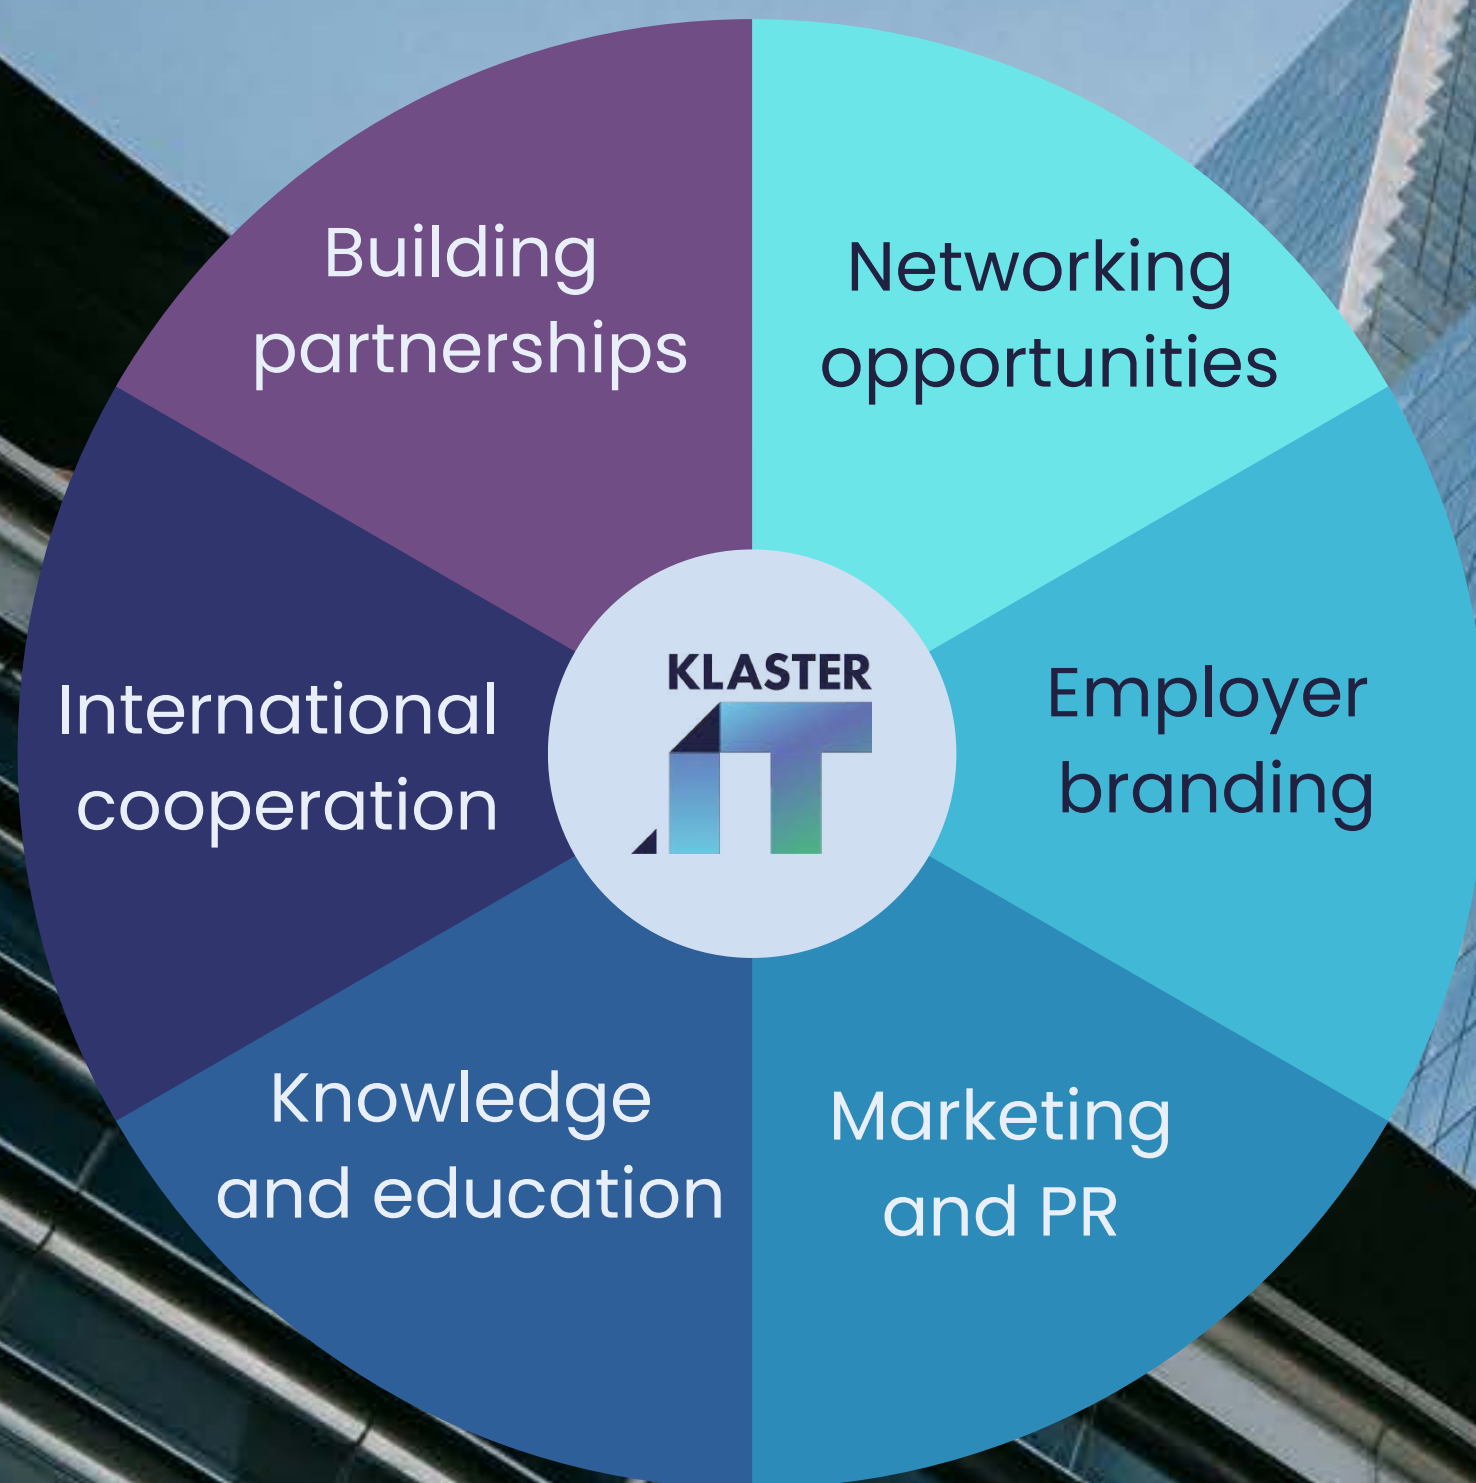 Building
partnerships
Networking
opportunities
International
cooperation
KLASTER
IT
Employer
branding
Knowledge
and education
Marketing
and PR